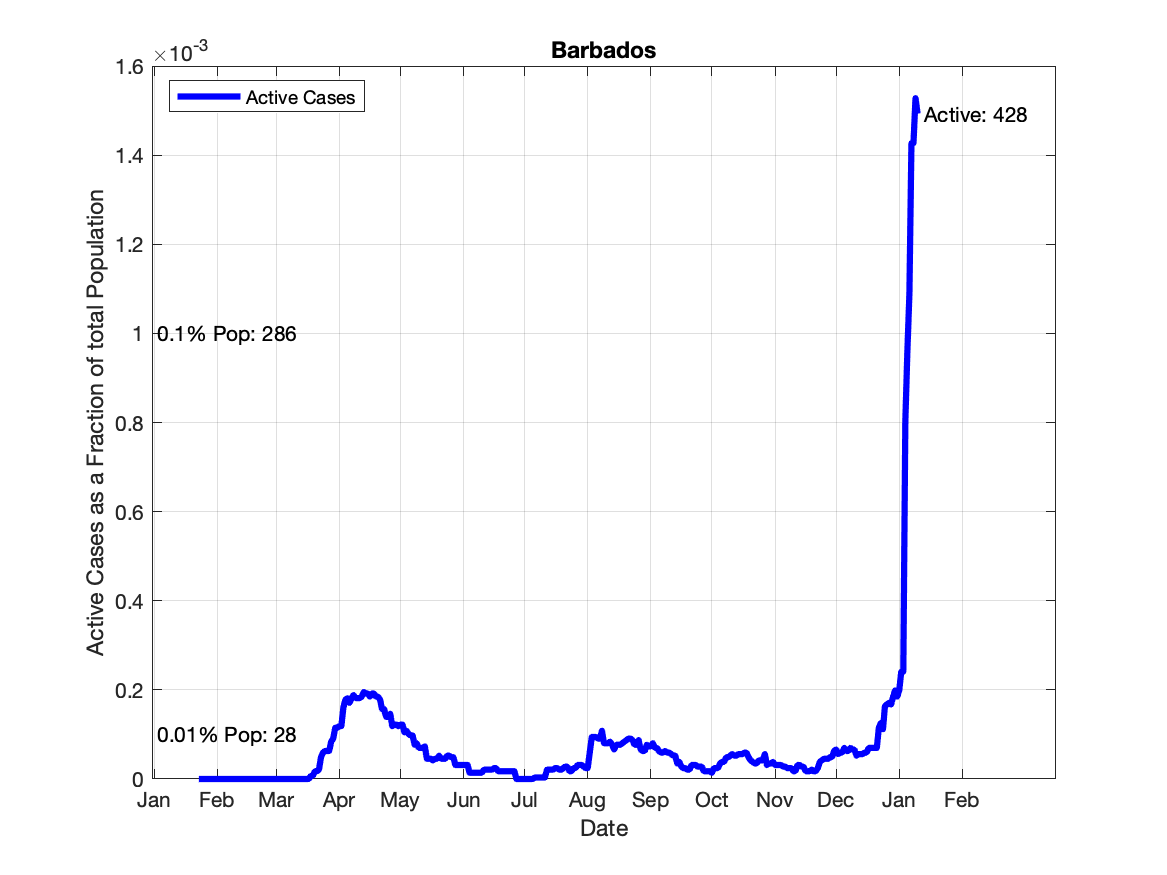 Barbados
×10-3
1.6
1.4
1.2
1
0.8
0.6
0.4
0.2
0
Active Cases
Active: 428
0.1% Pop: 286
0.01% Pop: 28
Active Cases as a Fraction of total Population
Jan Feb Mar Apr May Jun Jul Aug Sep Oct Nov Dec Jan Feb
Date